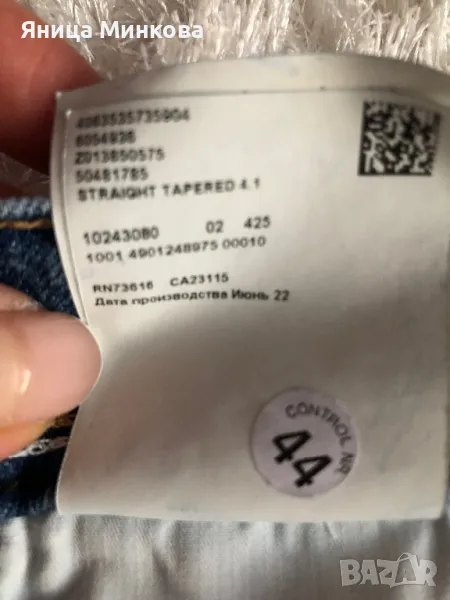 Яница Минкова
4063535735904
6054936
Z013850575
50481785
STRAIGHT TAPERED 4.1
10243080 02 425
1001 4901248975 00010
RN73616 CA23115
Дата производства Июнь 22
CONTROL NR.
44
BAZAR